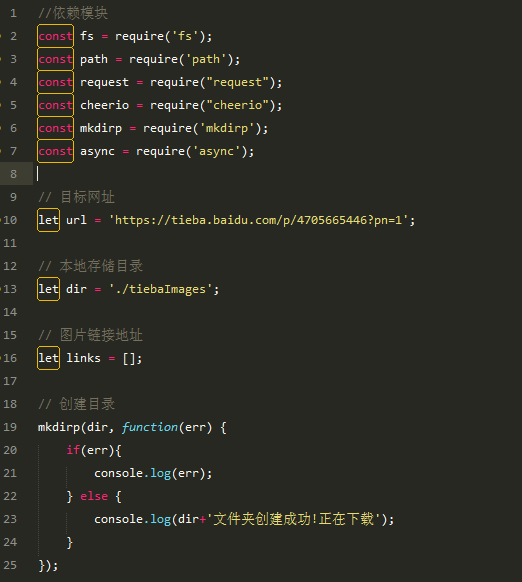 1 //依赖模块
2 const fs = require('fs');
3 const path = require('path');
4 const request = require("request");
5 const cheerio = require("cheerio");
6 const mkdirp = require('mkdirp');
7 const async = require('async');
8
9 // 目标网址
10 let url = 'https://tieba.baidu.com/p/4705665446?pn=1';
11
12 // 本地存储目录
13 let dir = './tiebaImages';
14
15 // 图片链接地址
16 let links = [];
17
18 // 创建目录
19 mkdirp(dir, function(err) {
20     if(err){
21         console.log(err);
22     } else {
23         console.log(dir+'文件夹创建成功!正在下载');
24     }
25 });